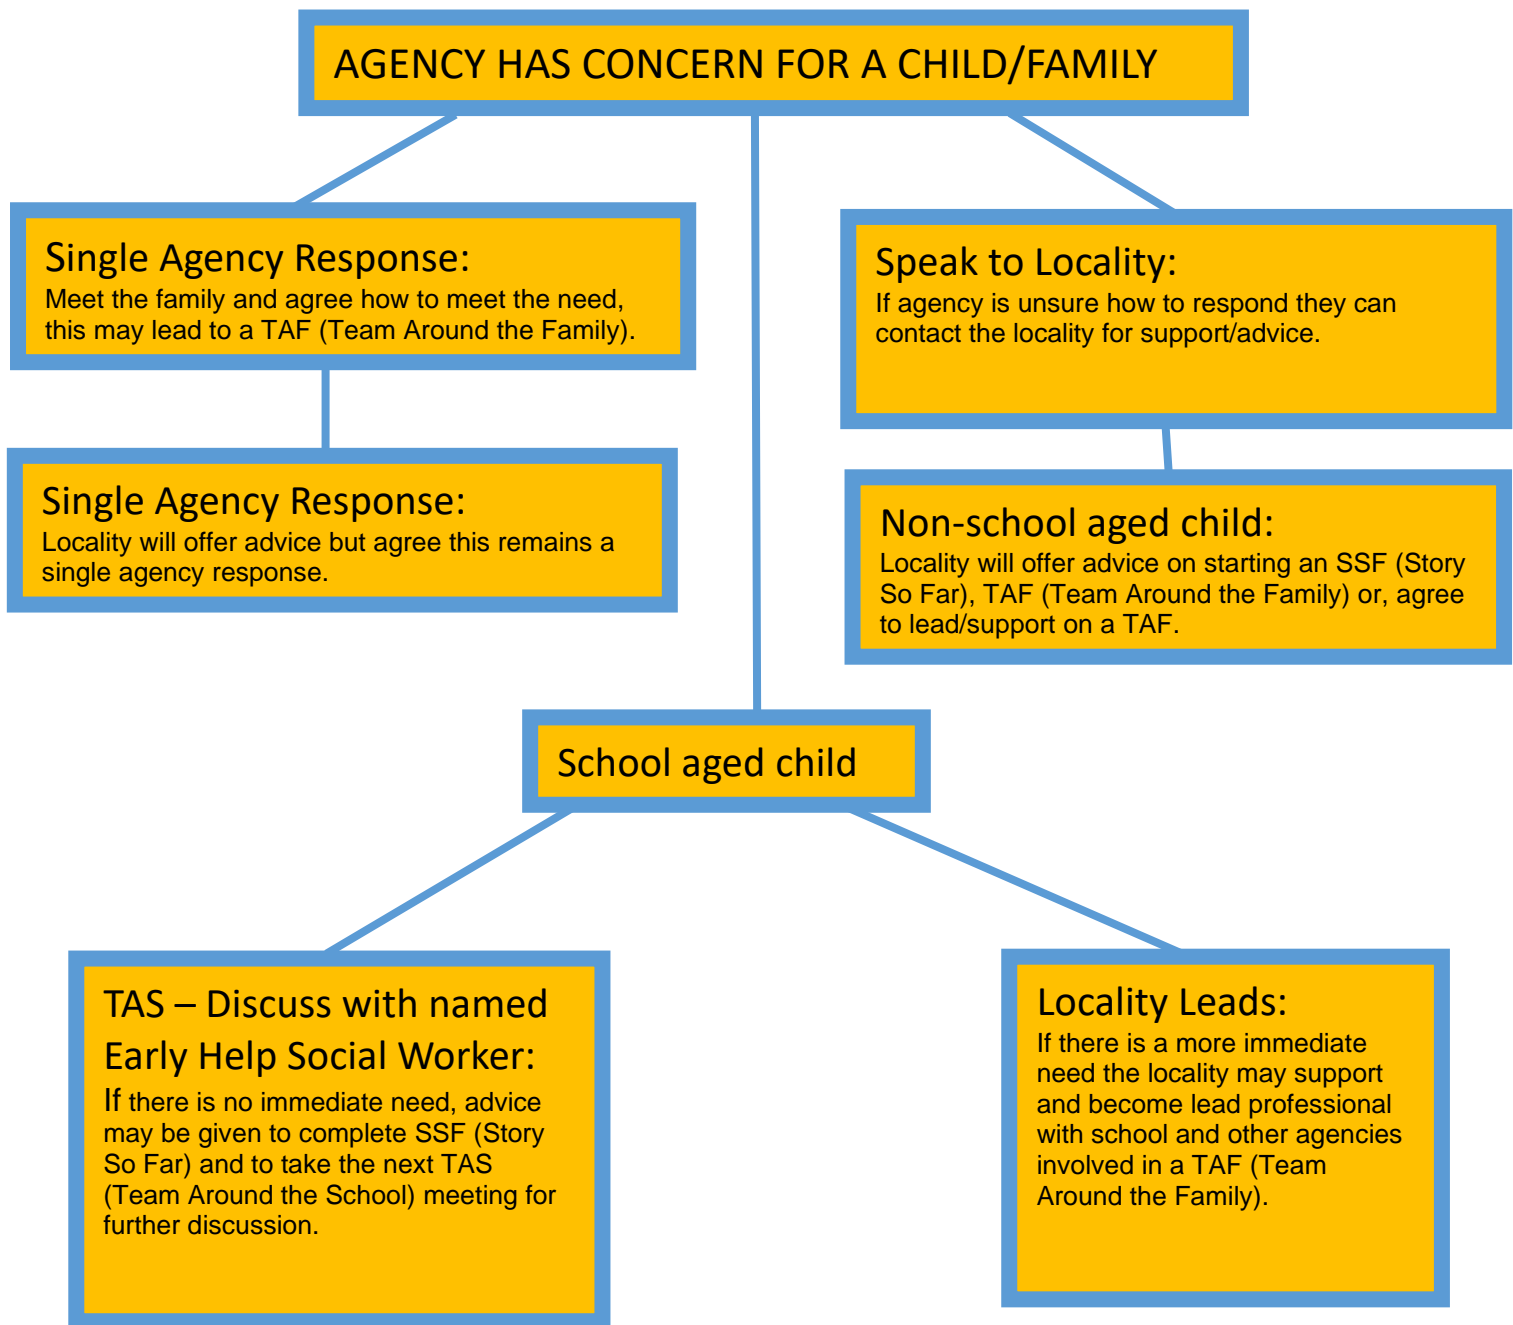 AGENCY HAS CONCERN FOR A CHILD/FAMILY
Single Agency Response:
Meet the family and agree how to meet the need,
this may lead to a TAF (Team Around the Family).
Speak to Locality:
If agency is unsure how to respond they can
contact the locality for support/advice.
Single Agency Response:
Locality will offer advice but agree this remains a
single agency response.
Non-school aged child:
Locality will offer advice on starting an SSF (Story
So Far), TAF (Team Around the Family) or, agree
to lead/support on a TAF.
School aged child
TAS – Discuss with named
Early Help Social Worker:
If there is no immediate need, advice
may be given to complete SSF (Story
So Far) and to take the next TAS
(Team Around the School) meeting for
further discussion.
Locality Leads:
If there is a more immediate
need the locality may support
and become lead professional
with school and other agencies
involved in a TAF (Team
Around the Family).